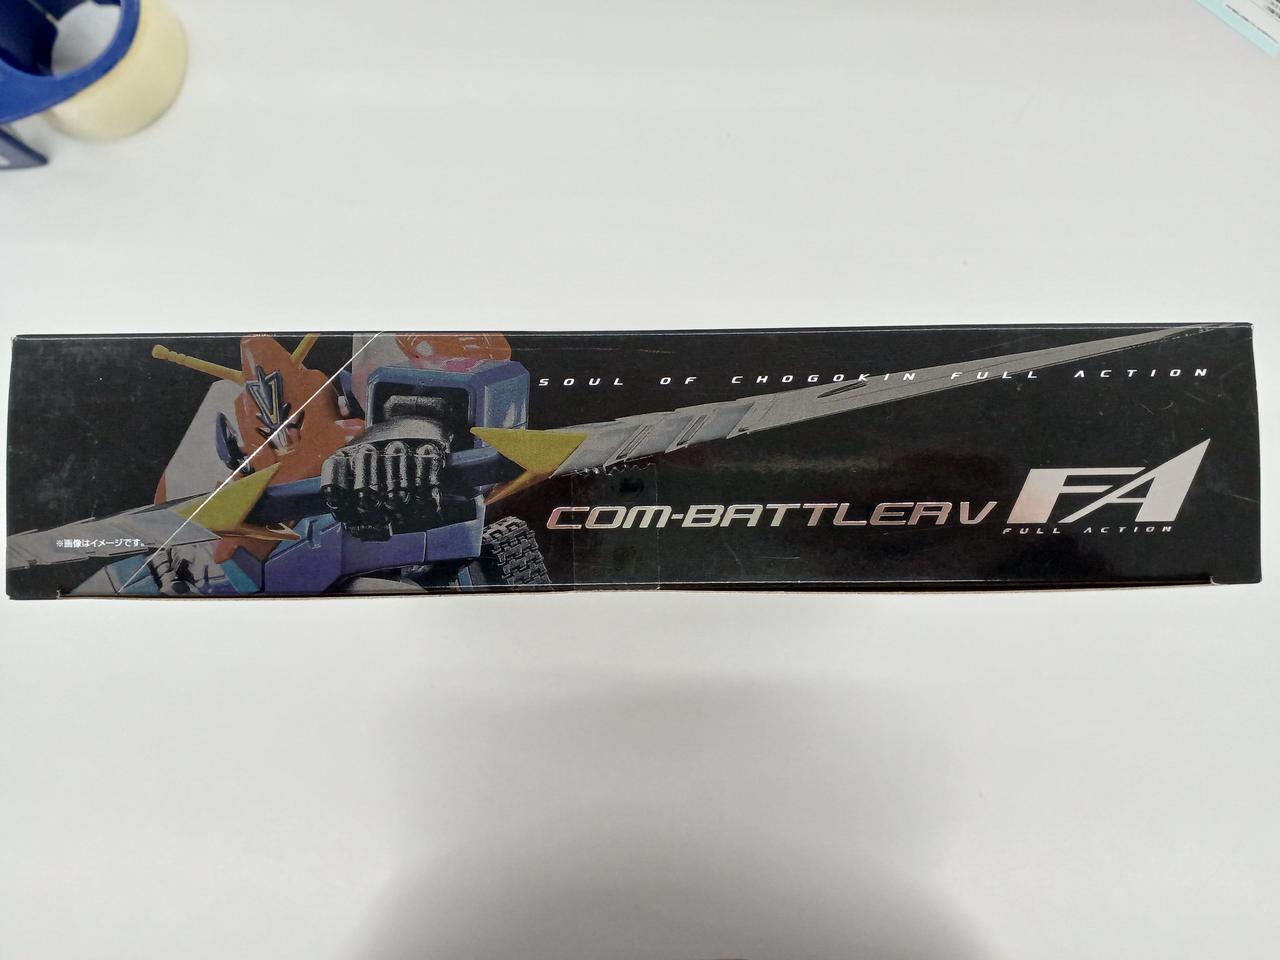 SOUL OF CHOGOKIN FULL ACTION
COM-BATTLER V
FA
FULL ACTION
※画像はイメージです。